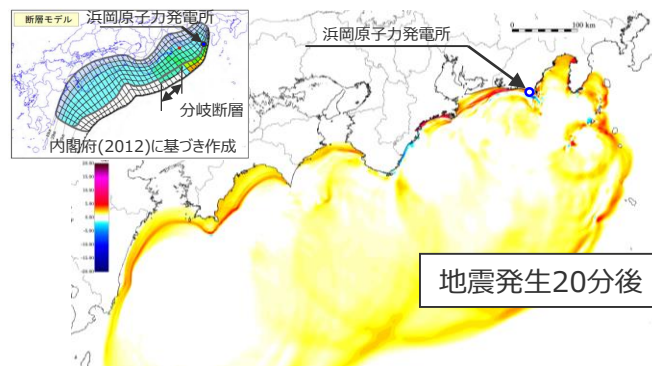 断層モデル
浜岡原子力発電所
分岐断層
内閣府(2012)に基づき作成
浜岡原子力発電所
0 100 km
地震発生20分後